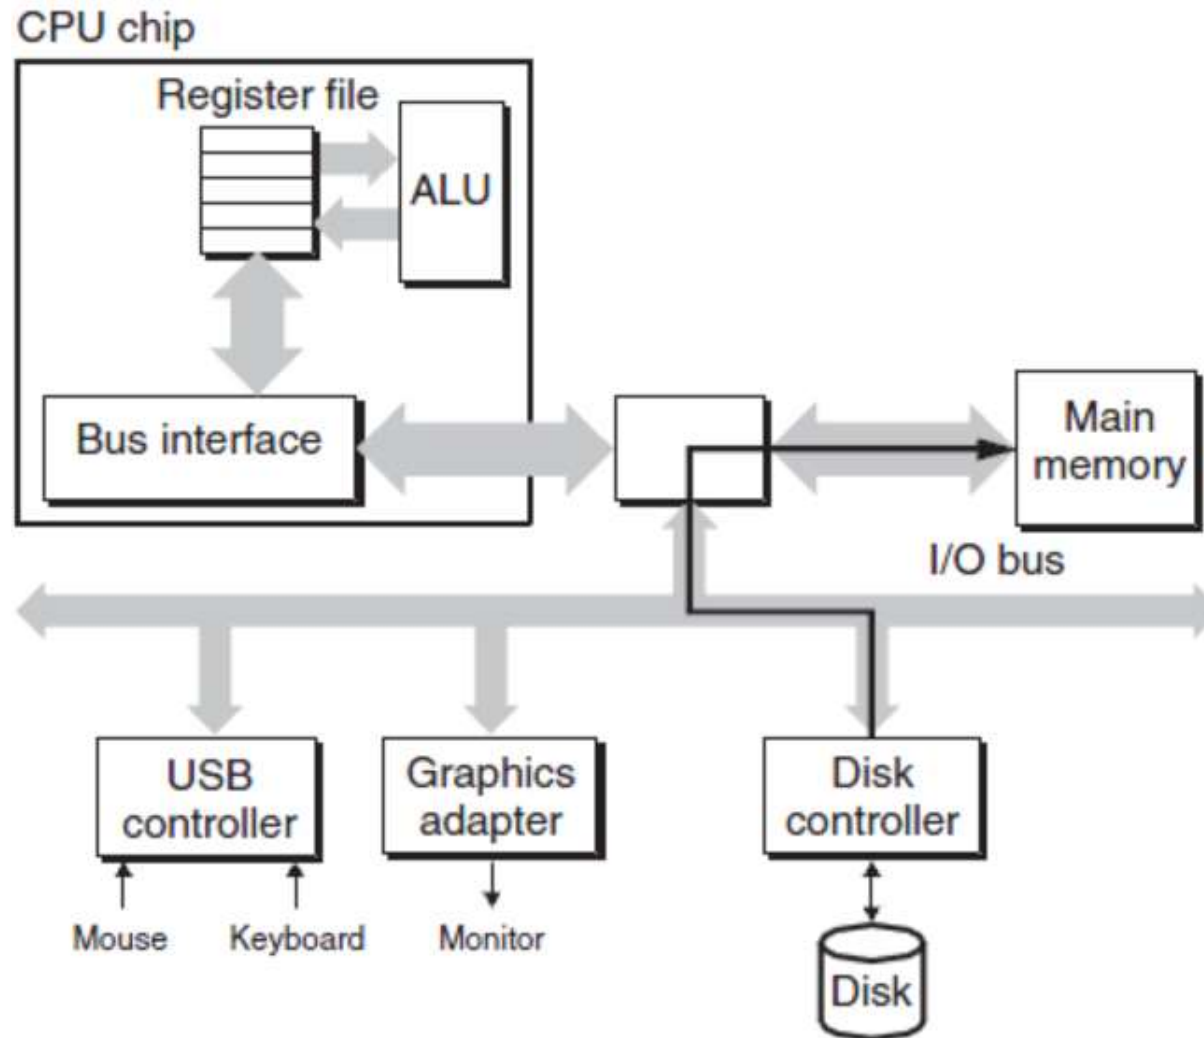 CPU chip
Register file
ALU
Bus interface
Main
memory
I/O bus
USB
controller
Graphics
adapter
Disk
controller
Mouse
Keyboard
Monitor
Disk